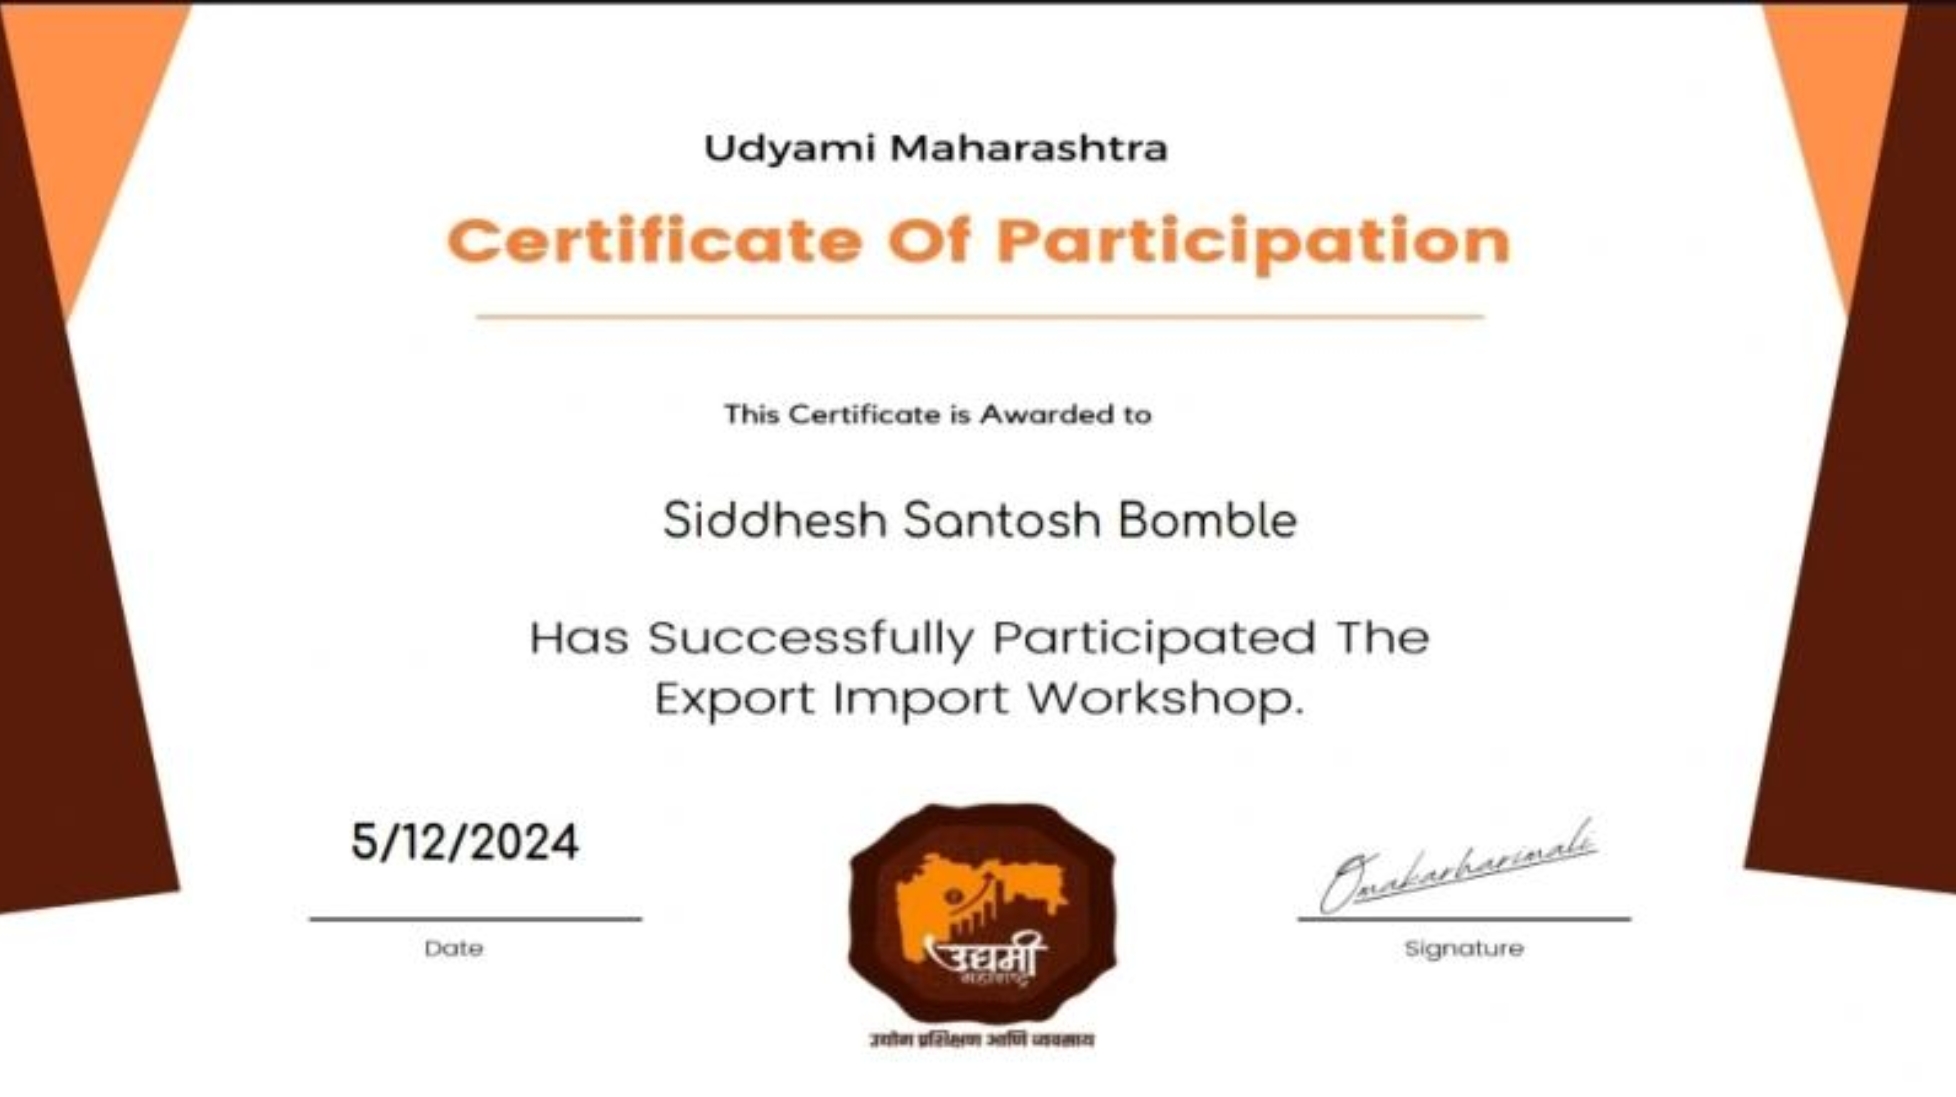 Udyami Maharashtra
Certificate Of Participation
This Certificate is Awarded to
Siddhesh Santosh Bomble
Has Successfully Participated The
Export Import Workshop.
5/12/2024
Date
उद्यमी
महाराष्ट्र
उद्योग प्रशिक्षण आणि व्यवसाय
Omakarharimali
Signature